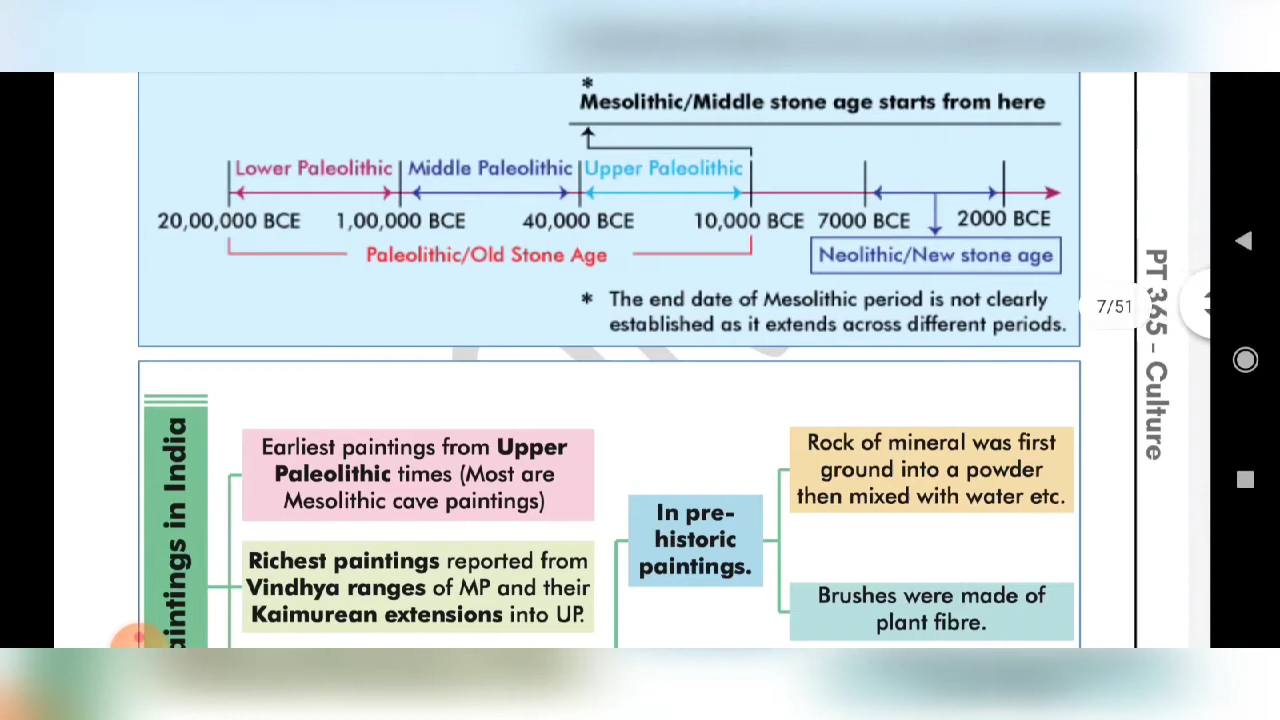 *
Mesolithic/Middle stone age starts from here
Lower Paleolithic Middle Paleolithic Upper Paleolithic
20,00,000 BCE 1,00,000 BCE 40,000 BCE 10,000 BCE 7000 BCE 2000 BCE
Paleolithic/Old Stone Age
Neolithic/New stone age
* The end date of Mesolithic period is not clearly
established as it extends across different periods.
7/51
PT 365 - Culture
aintings in India
Earliest paintings from Upper
Paleolithic times (Most are
Mesolithic cave paintings)
Richest paintings reported from
Vindhya ranges of MP and their
Kaimurean extensions into UP.
In pre-
historic
paintings.
Rock of mineral was first
ground into a powder
then mixed with water etc.
Brushes were made of
plant fibre.